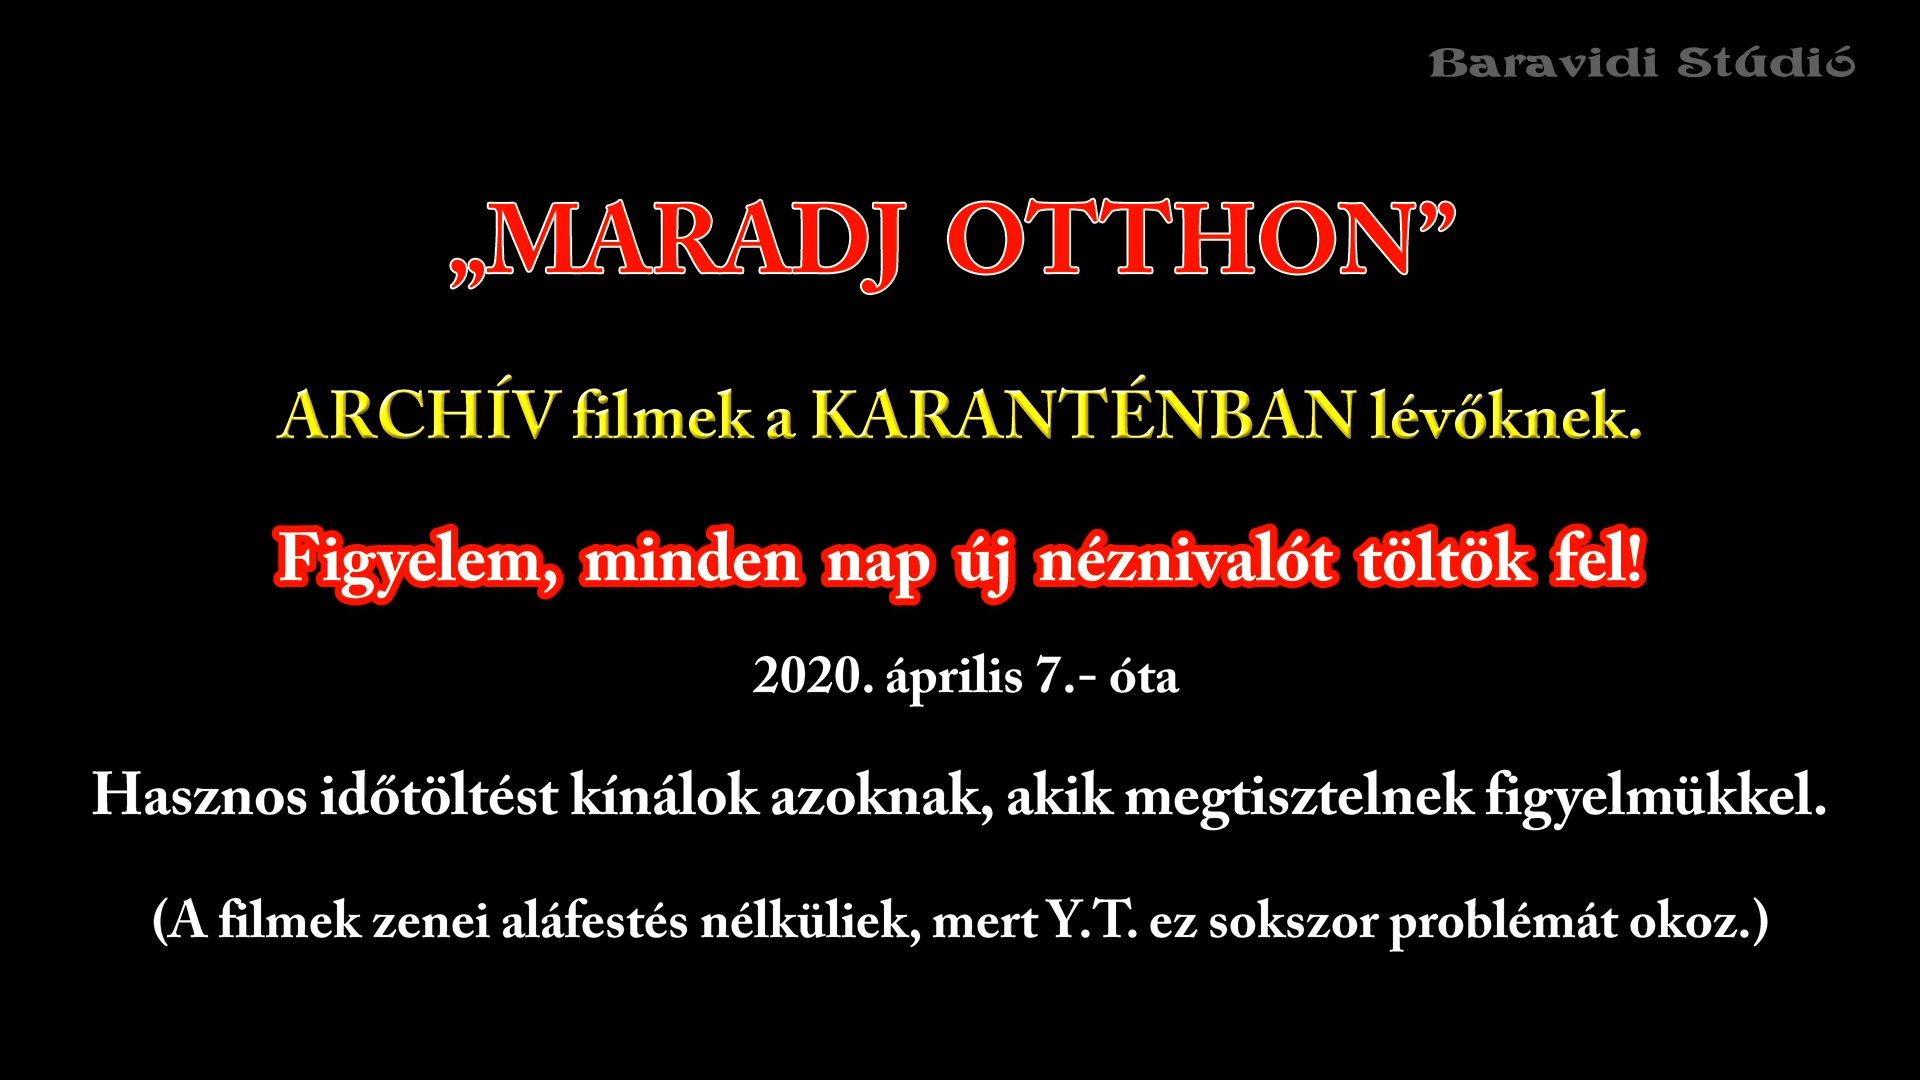 Baravidi Stúdió
„MARADJ OTTHON”
ARCHÍV filmek a KARANTÉNBAN lévőknek.
Figyelem, minden nap új néznivalót töltök fel!
2020. április 7.- óta
Hasznos időtöltést kínálok azoknak, akik megtisztelnek figyelmükkel.
(A filmek zenei aláfestés nélküliek, mert Y.T. ez sokszor problémát okoz.)